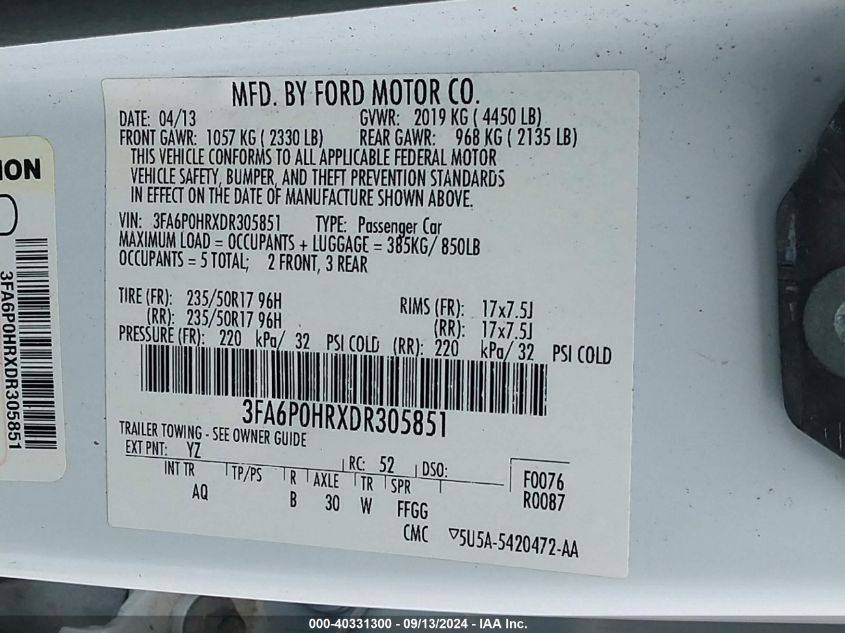 MFD. BY FORD MOTOR CO.
DATE: 04/13 GVWR: 2019 KG ( 4450 LB)
FRONT GAWR: 1057 KG ( 2330 LB) REAR GAWR: 968 KG ( 2135 LB)
THIS VEHICLE CONFORMS TO ALL APPLICABLE FEDERAL MOTOR
VEHICLE SAFETY, BUMPER, AND THEFT PREVENTION STANDARDS
IN EFFECT ON THE DATE OF MANUFACTURE SHOWN ABOVE.
VIN: 3FA6P0HRXDR305851 TYPE: Passenger Car
MAXIMUM LOAD = OCCUPANTS + LUGGAGE = 385KG/ 850LB
OCCUPANTS = 5 TOTAL; 2 FRONT, 3 REAR
TIRE (FR): 235/50R17 96H RIMS (FR): 17x7.5J
(RR): 235/50R17 96H (RR): 17x7.5J
PRESSURE (FR): 220 kPa/ 32 PSI COLD (RR): 220 kPa/ 32 PSI COLD
3FA6P0HRXDR305851
TRAILER TOWING - SEE OWNER GUIDE
EXT PNT: YZ RC: 52 DSO:
INT TR TP/PS R AXLE TR SPR
AQ B 30 W FFGG
F0076
R0087
CMC ▽5U5A-5420472-AA
ION
3FA6P0HRXDR305851
000-40331300 - 09/13/2024 - IAA Inc.